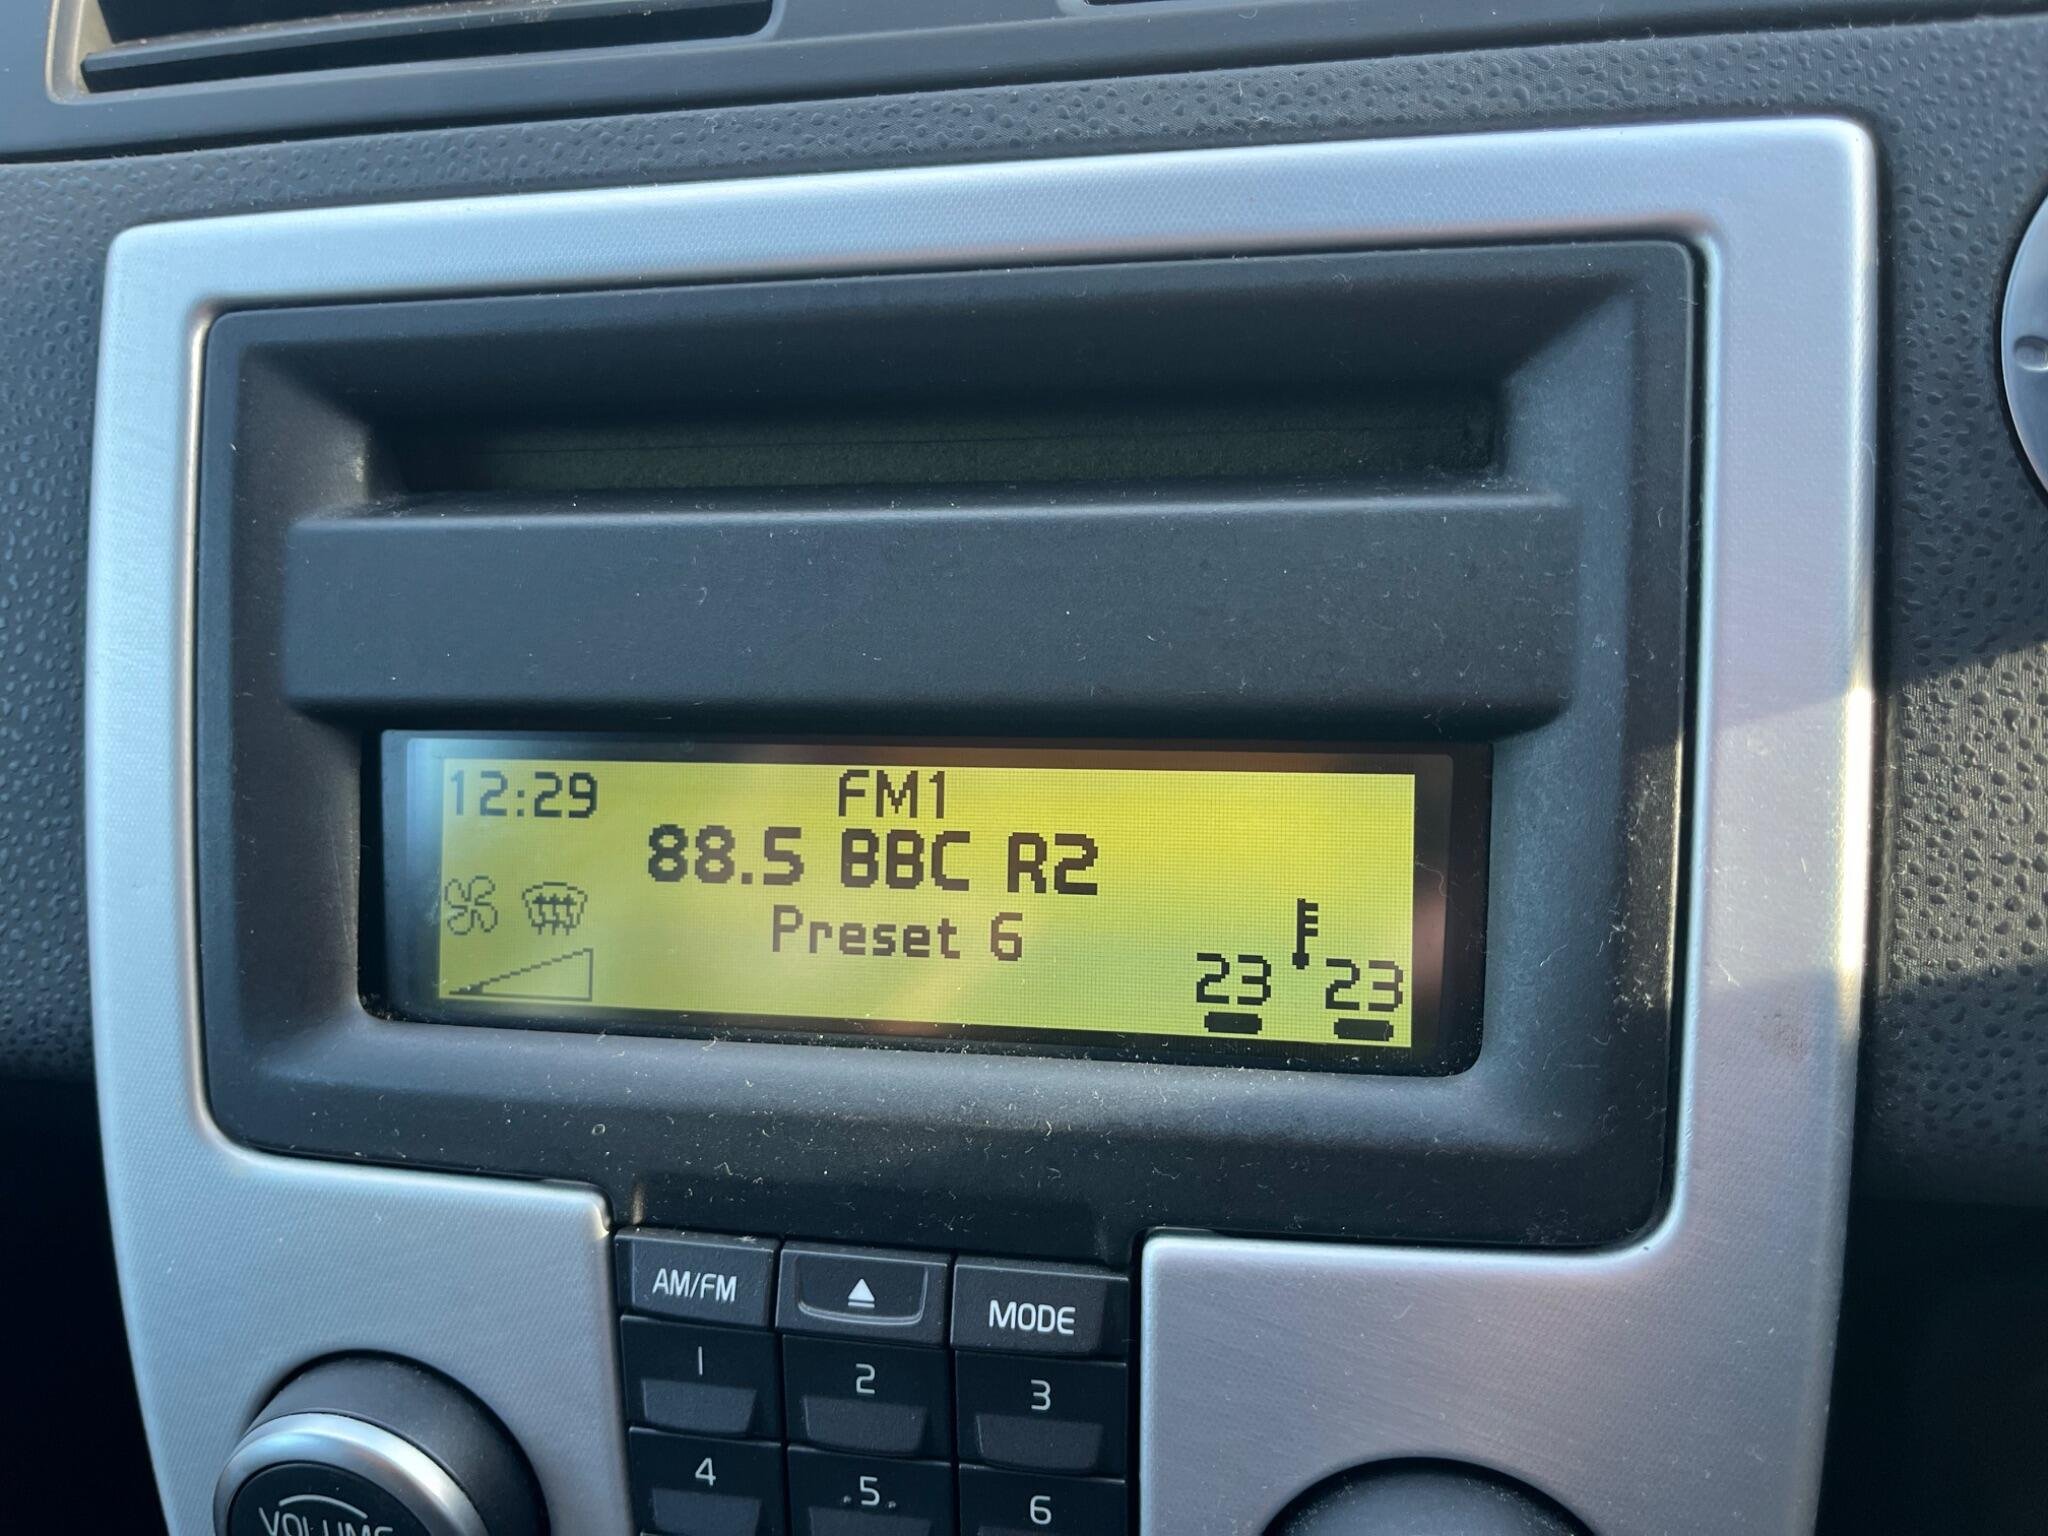 12:29 FM1
88.5 BBC R2
Preset 6
23 23
AM/FM MODE
1 2 3
4 5 6
VOLUME